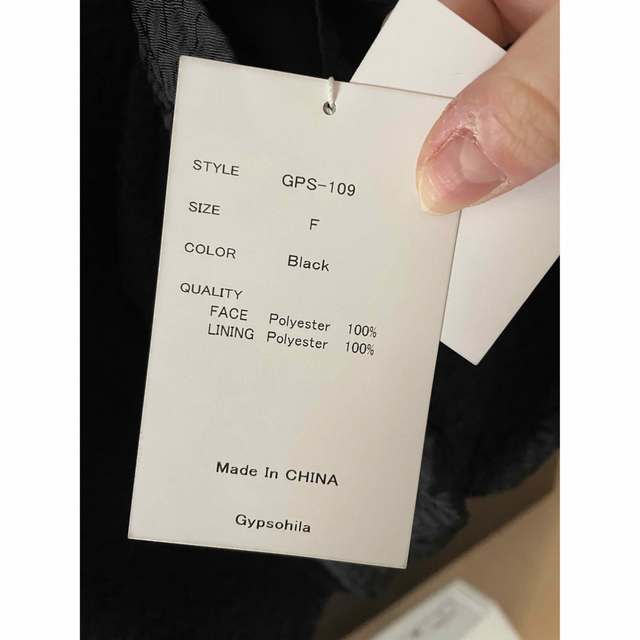 STYLE GPS-109
SIZE F
COLOR Black
QUALITY
FACE Polyester 100%
LINING Polyester 100%
Made In CHINA
Gypsohila